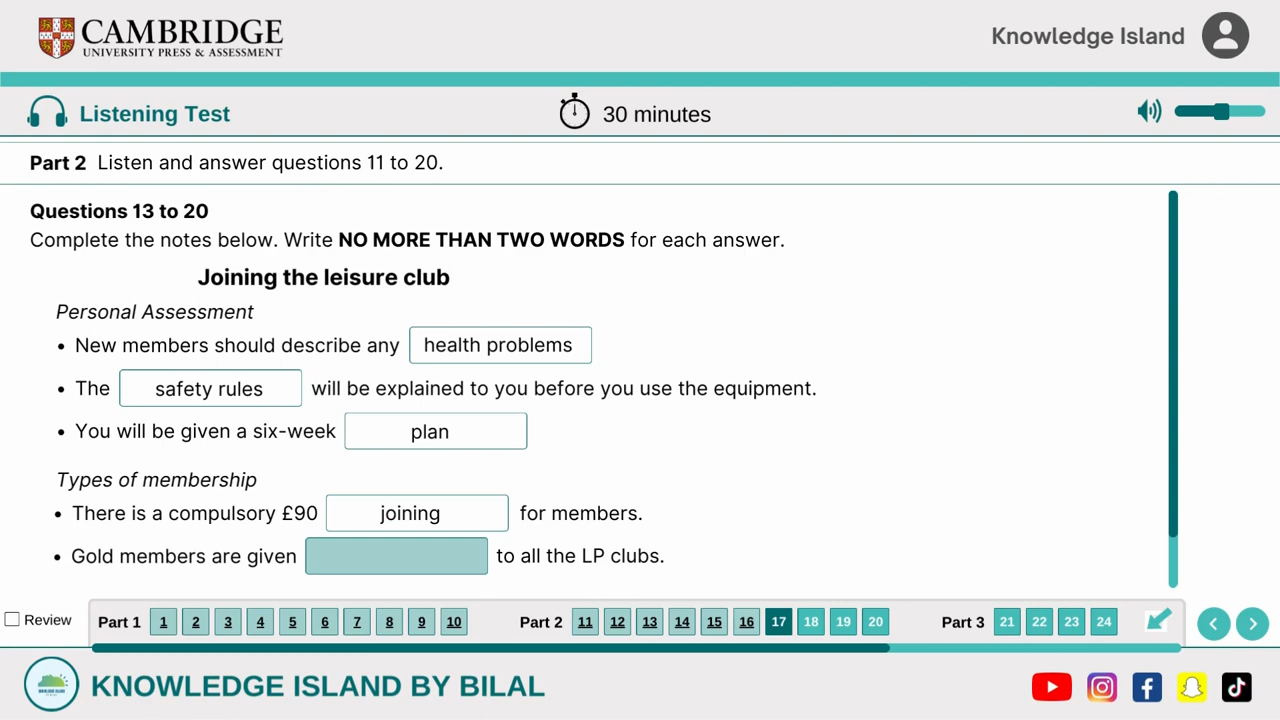 CAMBRIDGE
UNIVERSITY PRESS & ASSESSMENT
Knowledge Island
Listening Test
30 minutes
Part 2 Listen and answer questions 11 to 20.
Questions 13 to 20
Complete the notes below. Write NO MORE THAN TWO WORDS for each answer.
Joining the leisure club
Personal Assessment
• New members should describe any health problems
• The safety rules will be explained to you before you use the equipment.
• You will be given a six-week plan
Types of membership
• There is a compulsory £90 joining for members.
• Gold members are given to all the LP clubs.
Review Part 1 1 2 3 4 5 6 7 8 9 10 Part 2 11 12 13 14 15 16 17 18 19 20 Part 3 21 22 23 24
KNOWLEDGE ISLAND BY BILAL